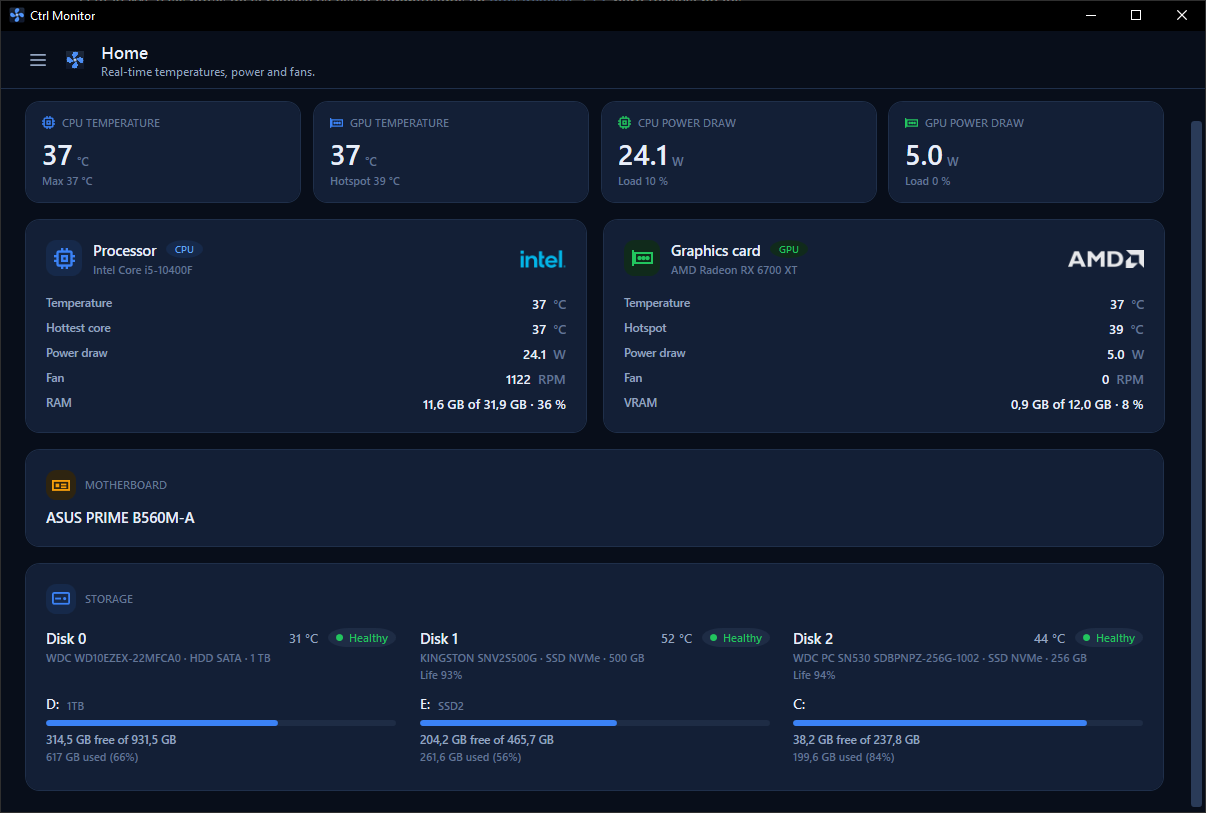 Ctrl Monitor
Home
Real-time temperatures, power and fans.
CPU TEMPERATURE
37 °C
Max 37 °C
GPU TEMPERATURE
37 °C
Hotspot 39 °C
CPU POWER DRAW
24.1 W
Load 10 %
GPU POWER DRAW
5.0 W
Load 0 %
Processor CPU
Intel Core i5-10400F
intel.
Temperature 37 °C
Hottest core 37 °C
Power draw 24.1 W
Fan 1122 RPM
RAM 11,6 GB of 31,9 GB · 36 %
Graphics card GPU
AMD Radeon RX 6700 XT
AMD
Temperature 37 °C
Hotspot 39 °C
Power draw 5.0 W
Fan 0 RPM
VRAM 0,9 GB of 12,0 GB · 8 %
MOTHERBOARD
ASUS PRIME B560M-A
STORAGE
Disk 0 31 °C Healthy
WDC WD10EZEX-22MFCA0 · HDD SATA · 1 TB
D: 1TB
314,5 GB free of 931,5 GB
617 GB used (66%)
Disk 1 52 °C Healthy
KINGSTON SNV2S500G · SSD NVMe · 500 GB
Life 93%
E: SSD2
204,2 GB free of 465,7 GB
261,6 GB used (56%)
Disk 2 44 °C Healthy
WDC PC SN530 SDBPNPZ-256G-1002 · SSD NVMe · 256 GB
Life 94%
C:
38,2 GB free of 237,8 GB
199,6 GB used (84%)